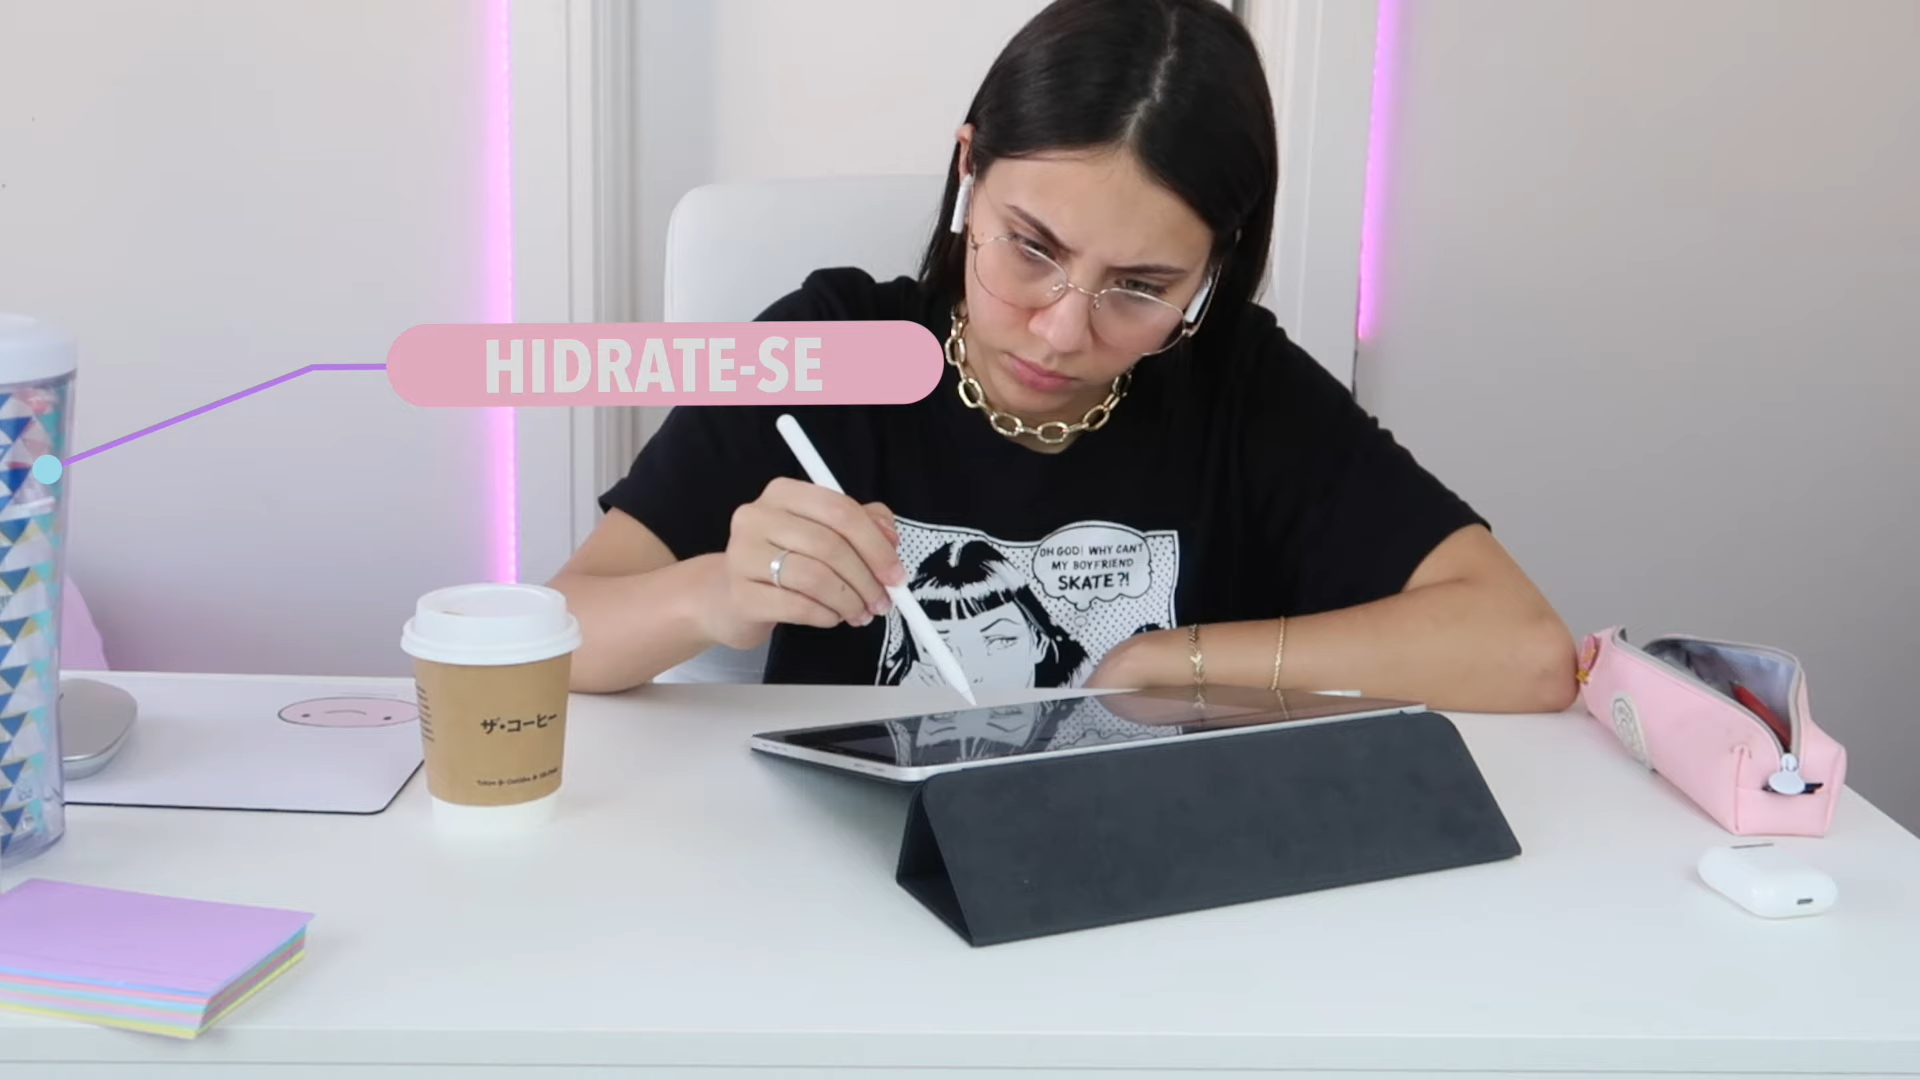 HIDRATE-SE
OH GOD! WHY CAN'T
MY BOYFRIEND
SKATE?!
ザ・コーヒー